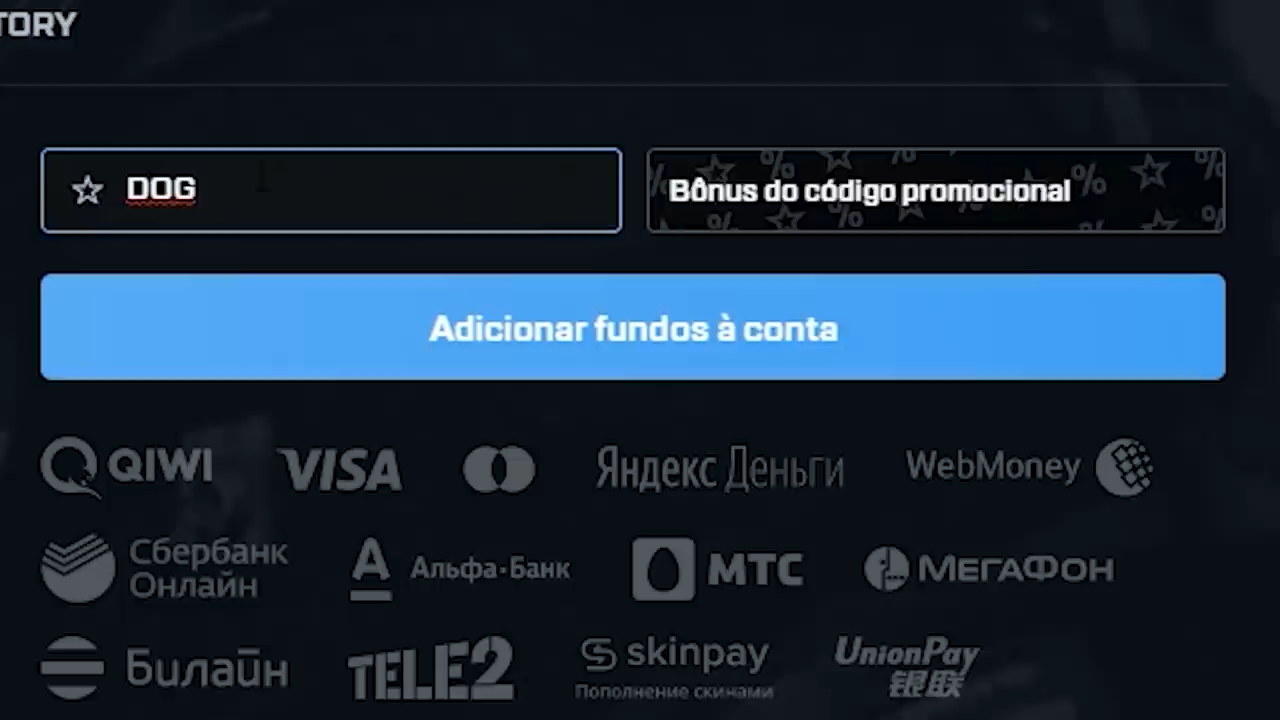 TORY
DOG
Bônus do código promocional
Adicionar fundos à conta
QIWI VISA Яндекс Деньги WebMoney
Сбербанк Онлайн Альфа·Банк МТС МЕГАФОН
Билайн TELE2 skinpay UnionPay
Пополнение скинами 银联